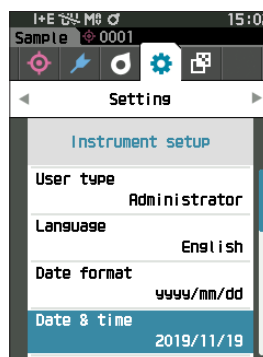 I+E M0 15:0
Sample 0001
Setting
Instrument setup
User type
Administrator
Language
English
Date format
yyyy/mm/dd
Date & time
2019/11/19